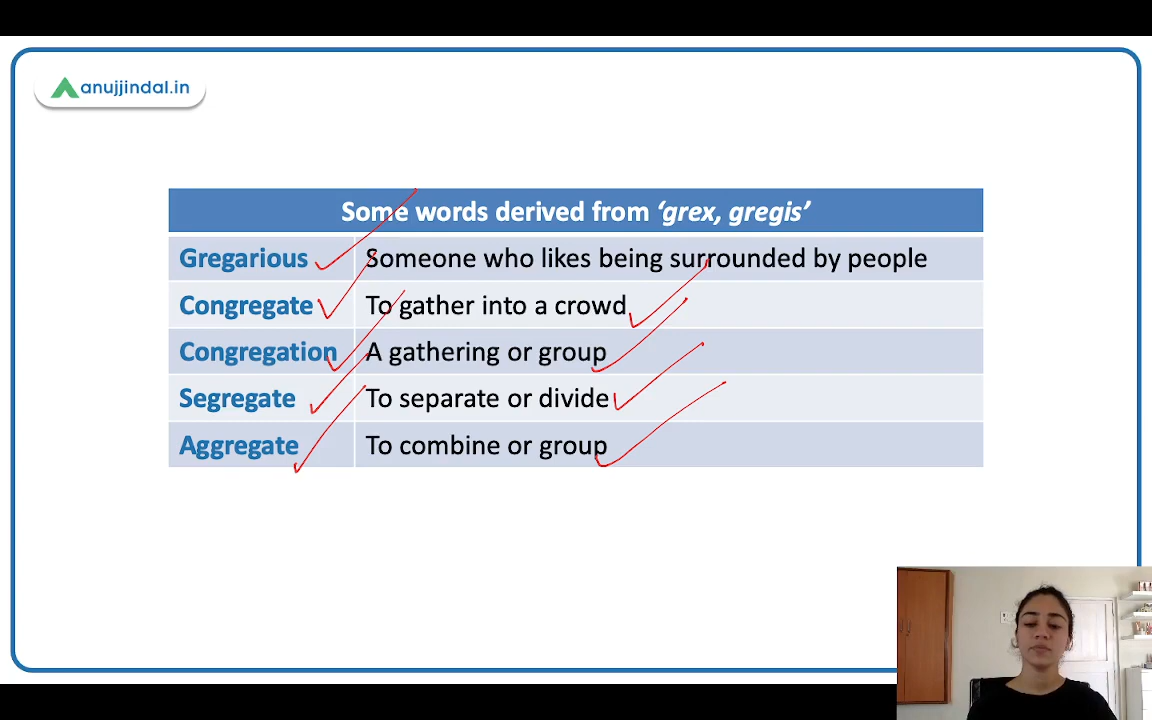 anujjindal.in
Some words derived from ‘grex, gregis’
Gregarious Someone who likes being surrounded by people
Congregate To gather into a crowd
Congregation A gathering or group
Segregate To separate or divide
Aggregate To combine or group